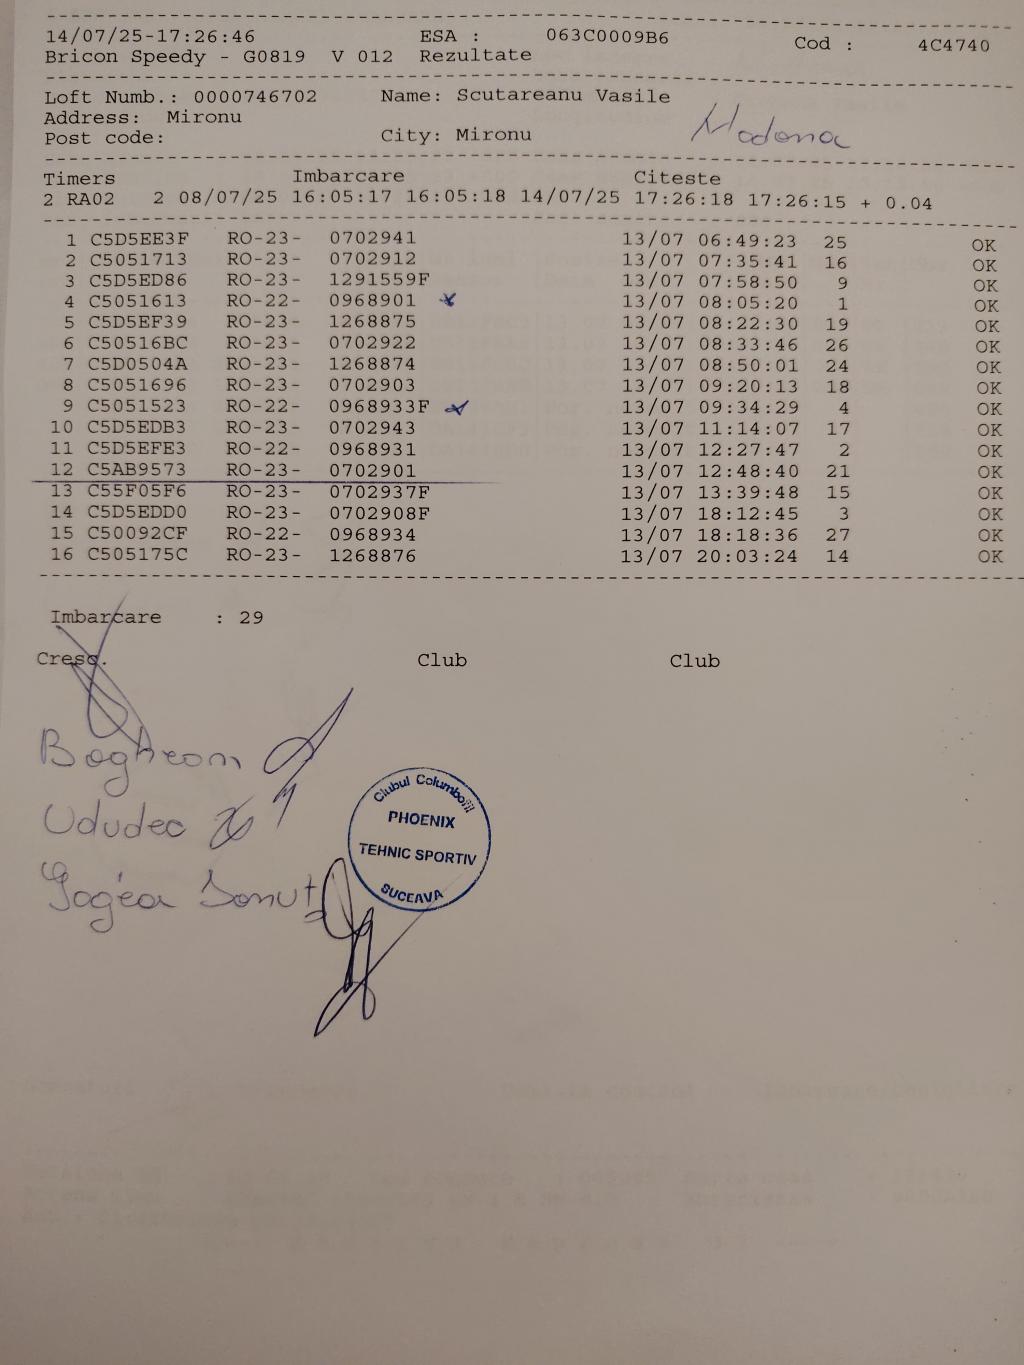 14/07/25-17:26:46 ESA : 063C0009B6 Cod : 4C4740
Bricon Speedy - G0819 V 012 Rezultate
Loft Numb.: 0000746702 Name: Scutareanu Vasile
Address: Mironu
Post code: City: Mironu
Madona
Timers Imbarcare Citeste
2 RA02 2 08/07/25 16:05:17 16:05:18 14/07/25 17:26:18 17:26:15 + 0.04
1 C5D5EE3F RO-23- 0702941 13/07 06:49:23 25 OK
2 C5051713 RO-23- 0702912 13/07 07:35:41 16 OK
3 C5D5ED86 RO-23- 1291559F 13/07 07:58:50 9 OK
4 C5051613 RO-22- 0968901 x 13/07 08:05:20 1 OK
5 C5D5EF39 RO-23- 1268875 13/07 08:22:30 19 OK
6 C50516BC RO-23- 0702922 13/07 08:33:46 26 OK
7 C5D0504A RO-23- 1268874 13/07 08:50:01 24 OK
8 C5051696 RO-23- 0702903 13/07 09:20:13 18 OK
9 C5051523 RO-22- 0968933F x 13/07 09:34:29 4 OK
10 C5D5EDB3 RO-23- 0702943 13/07 11:14:07 17 OK
11 C5D5EFE3 RO-22- 0968931 13/07 12:27:47 2 OK
12 C5AB9573 RO-23- 0702901 13/07 12:48:40 21 OK
13 C55F05F6 RO-23- 0702937F 13/07 13:39:48 15 OK
14 C5D5EDD0 RO-23- 0702908F 13/07 18:12:45 3 OK
15 C50092CF RO-22- 0968934 13/07 18:18:36 27 OK
16 C505175C RO-23- 1268876 13/07 20:03:24 14 OK
Imbarcare : 29
Cresc. Club Club
Boghean
Ududec
Gogea Ionut
Clubul Columbofil
PHOENIX
TEHNIC SPORTIV
SUCEAVA